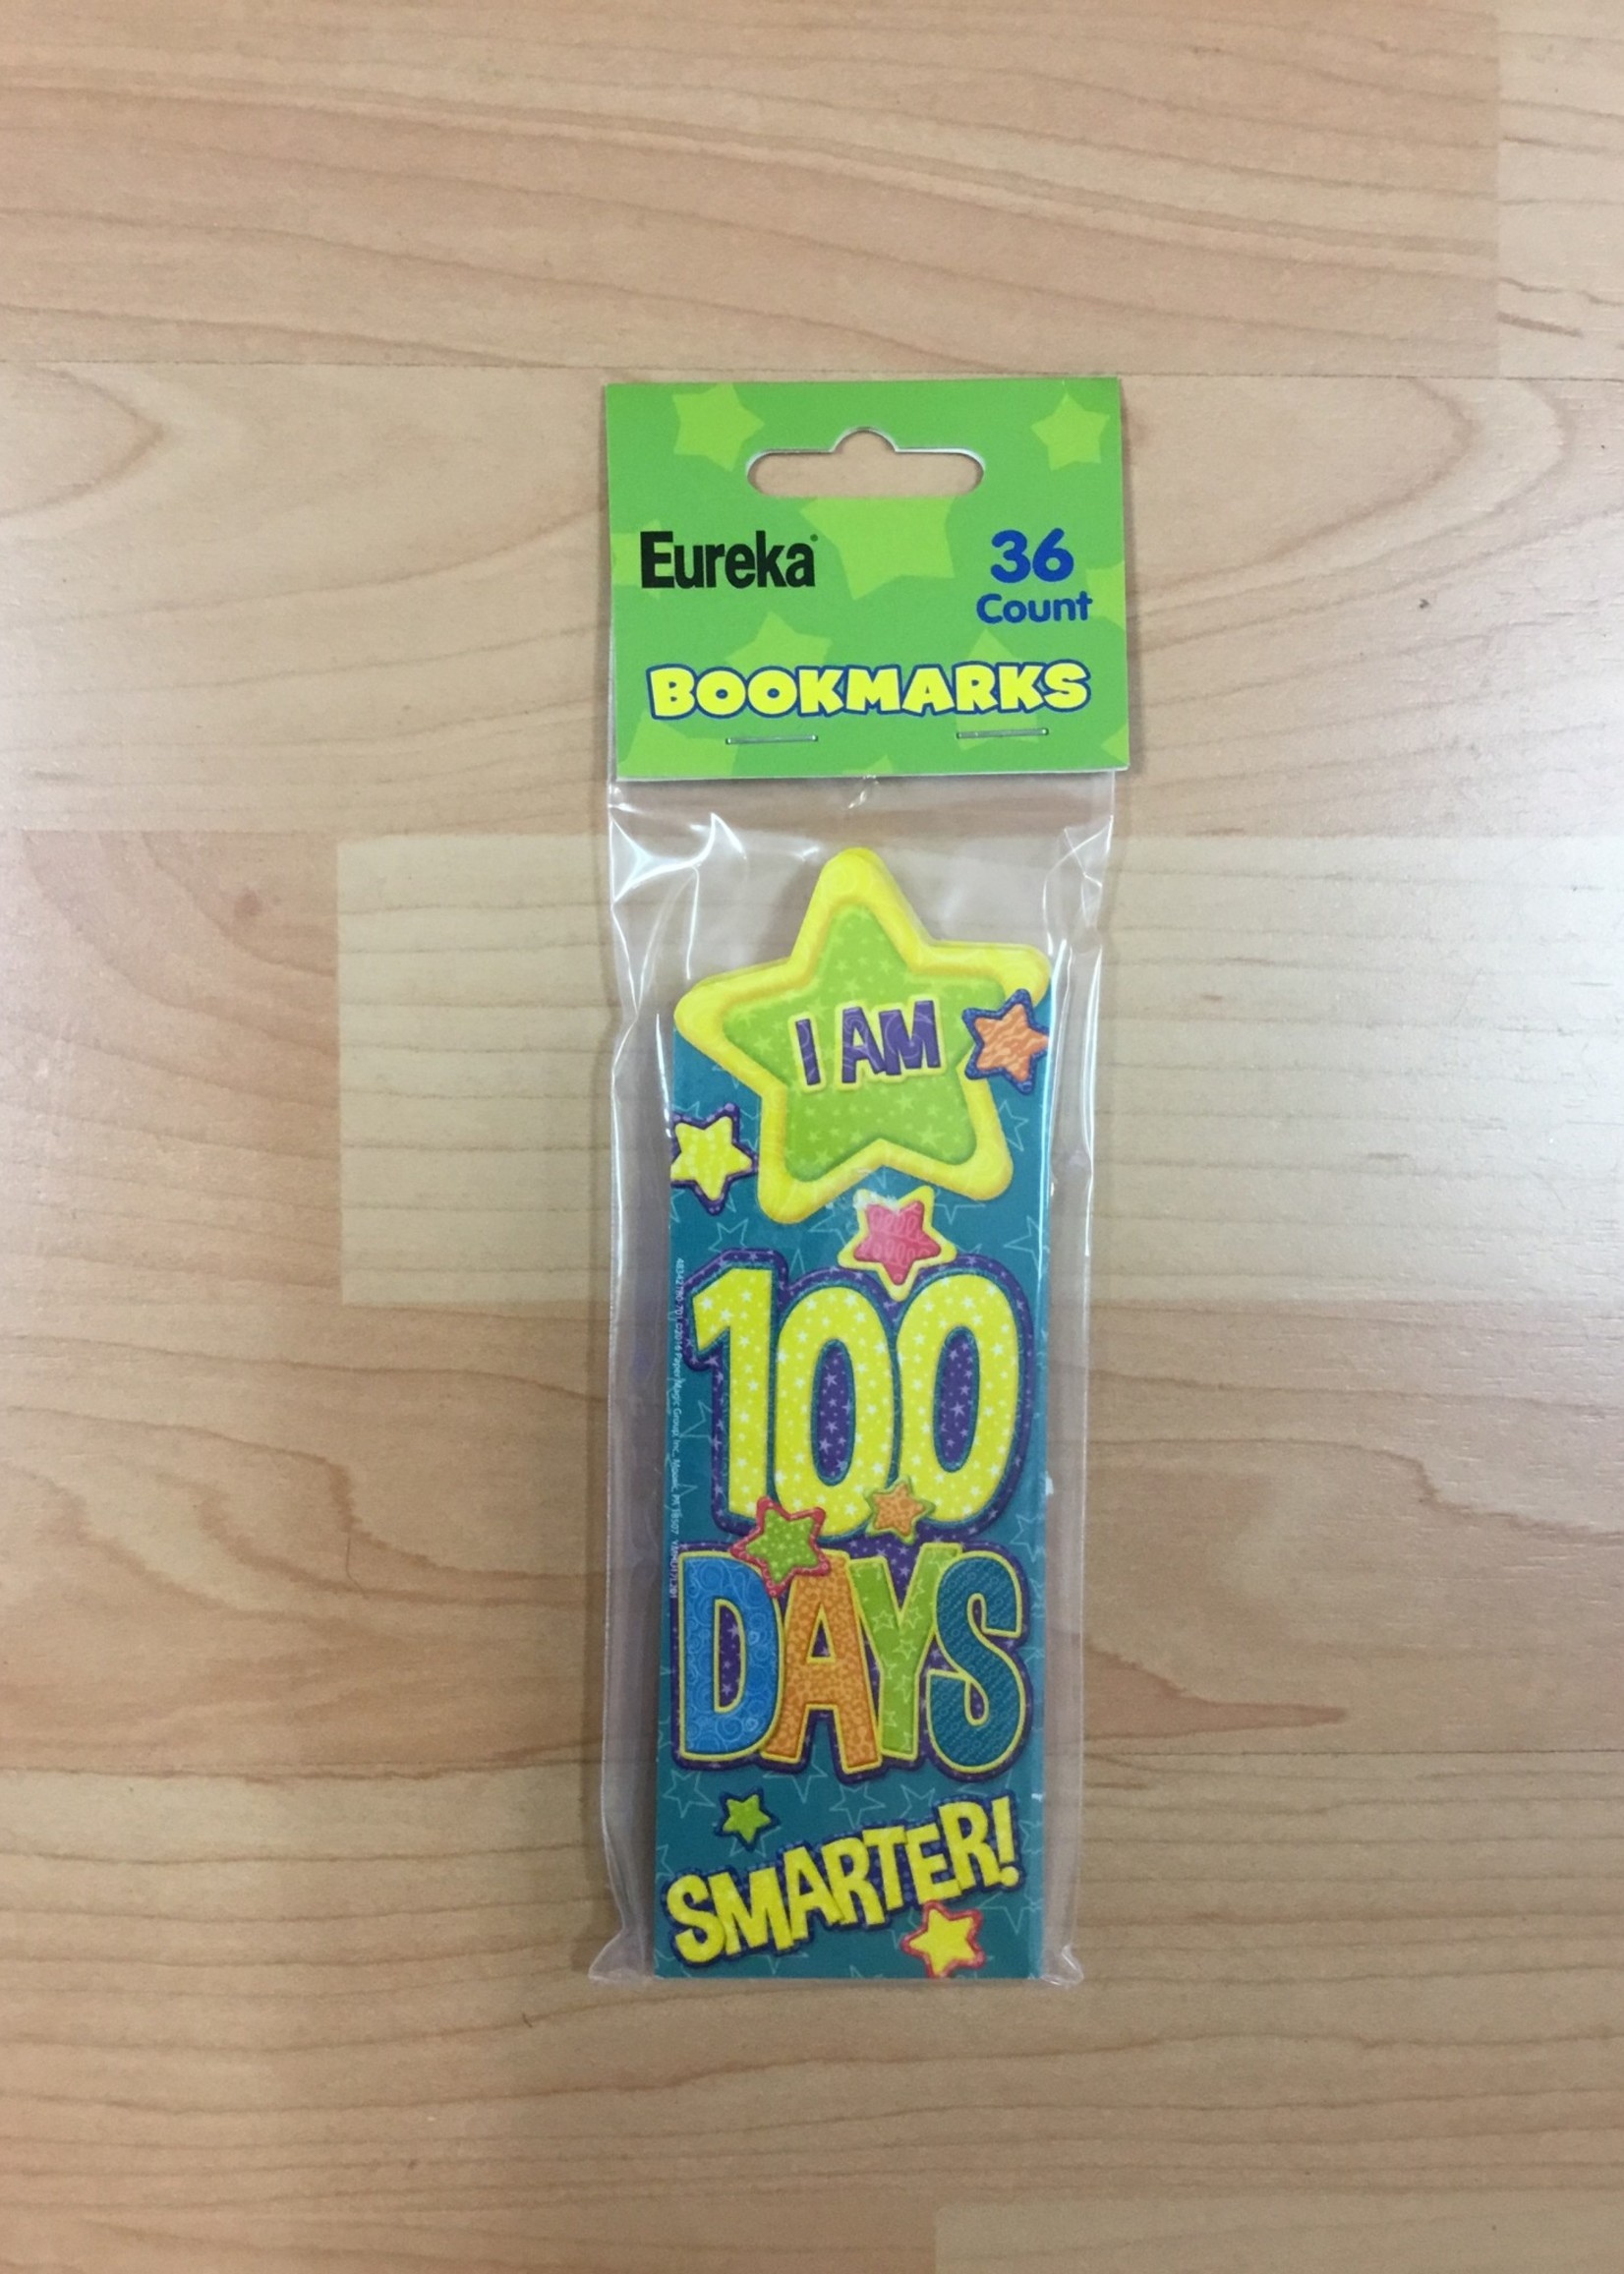 Eureka
36
Count
BOOKMARKS
I AM
100
DAYS
SMARTER!